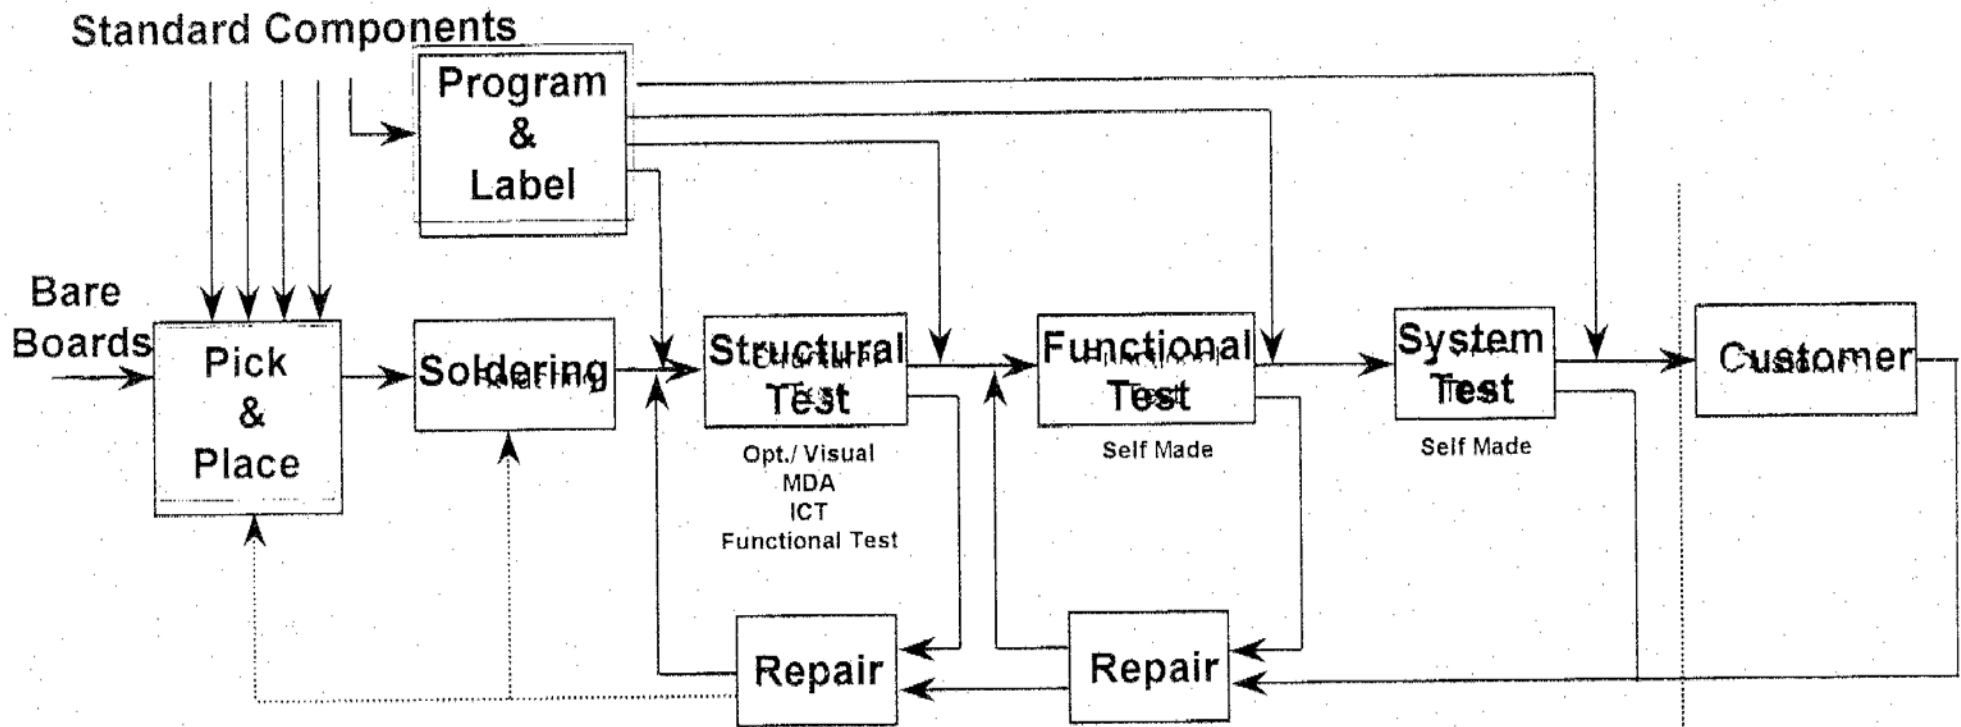 Standard Components
Program
&
Label
Bare
Boards
Pick
&
Place
Soldering
Structural
Test
Opt./ Visual
MDA
ICT
Functional Test
Functional
Test
Self Made
System
Test
Self Made
Customer
Repair
Repair